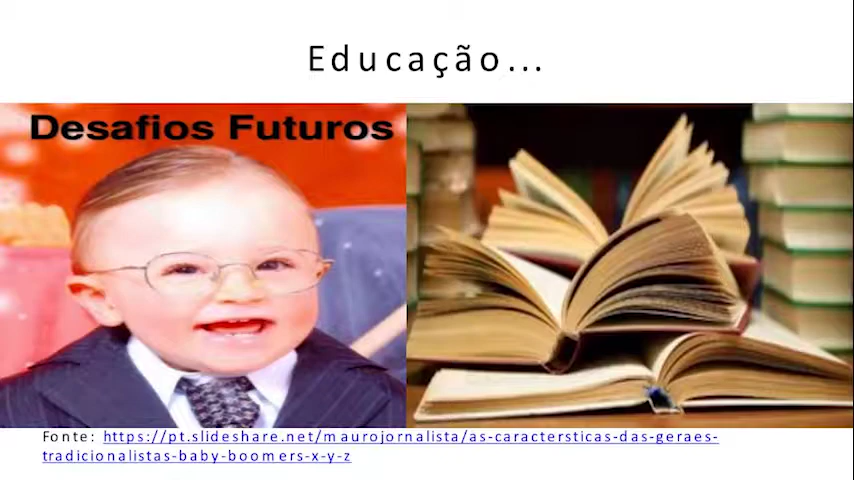 Educação...
Desafios Futuros
Fonte: https://pt.slideshare.net/maurojornalista/as-caractersticas-das-geraes-
tradicionalistas-baby-boomers-x-y-z